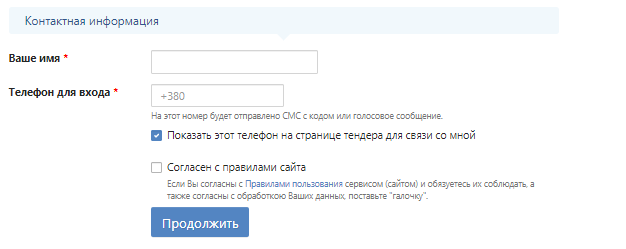 Контактная информация
Ваше имя *
Телефон для входа *
+380
На этот номер будет отправлено СМС с кодом или голосовое сообщение.
Показать этот телефон на странице тендера для связи со мной
Согласен с правилами сайта
Если Вы согласны с Правилами пользования сервисом (сайтом) и обязуетесь их соблюдать, а
также согласны с обработкою Ваших данных, поставьте "галочку".
Продолжить